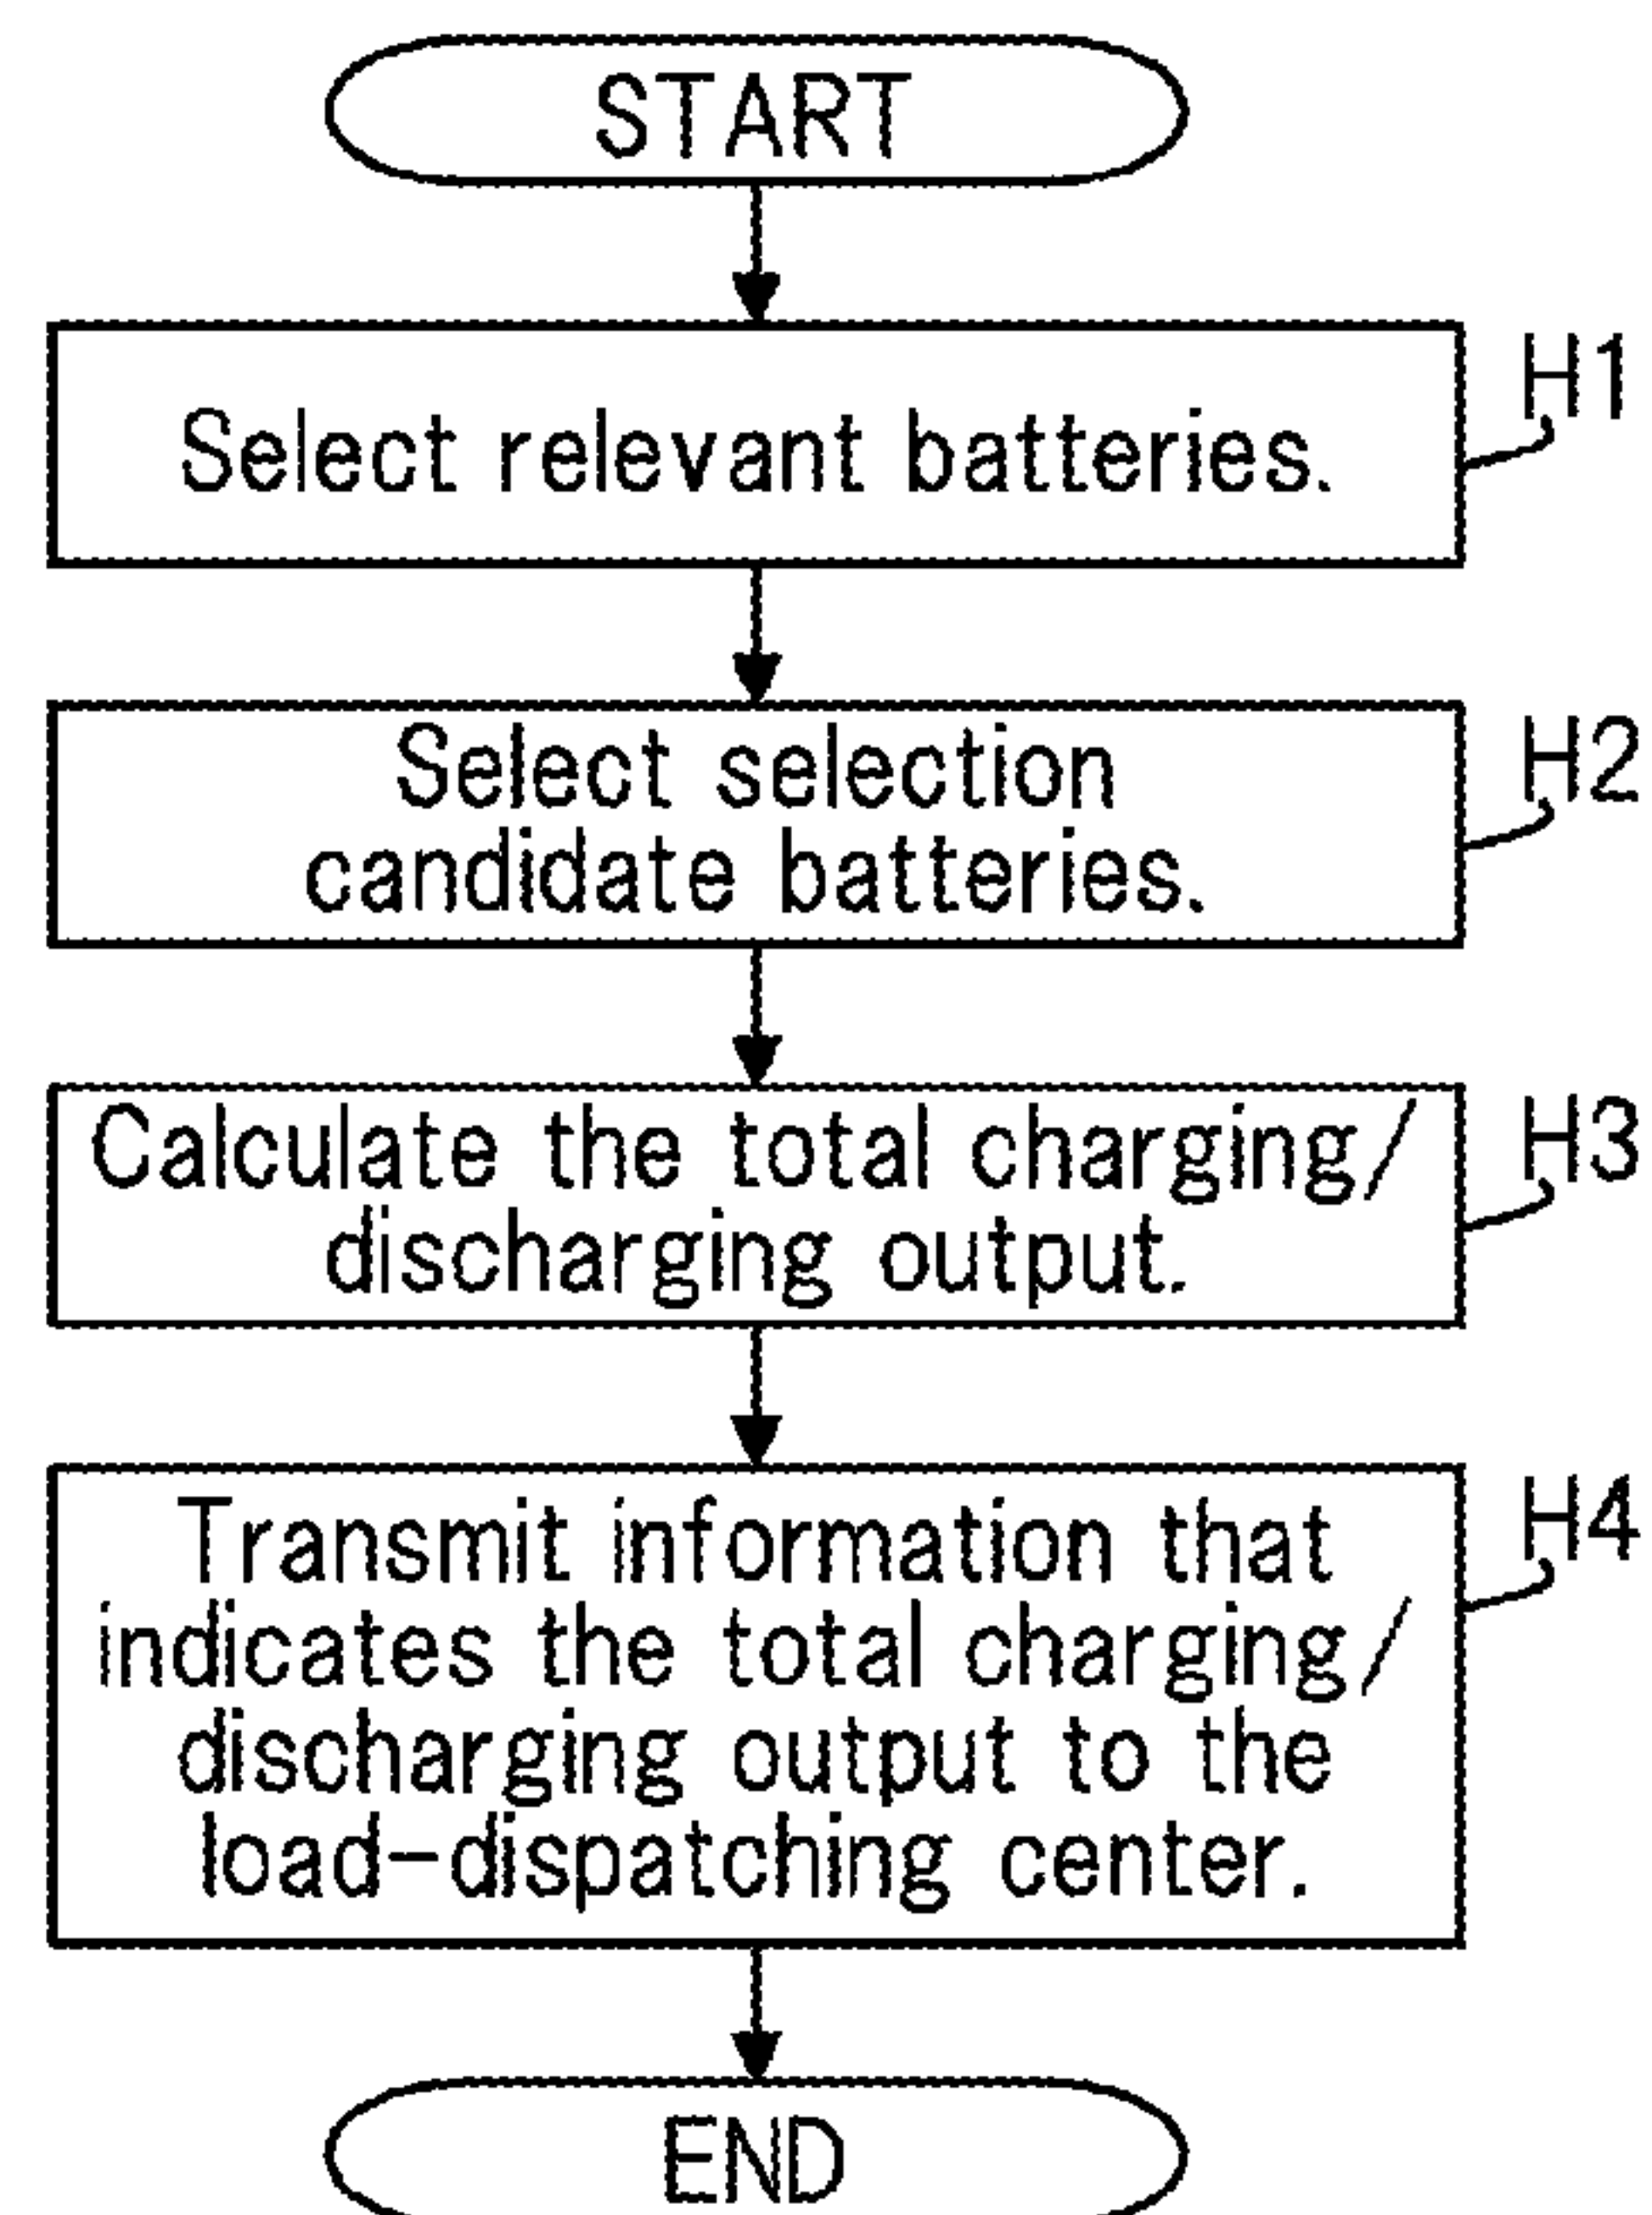 START
H1
Select relevant batteries.
H2
Select selection
candidate batteries.
H3
Calculate the total charging/
discharging output.
H4
Transmit information that
indicates the total charging/
discharging output to the
load-dispatching center.
END